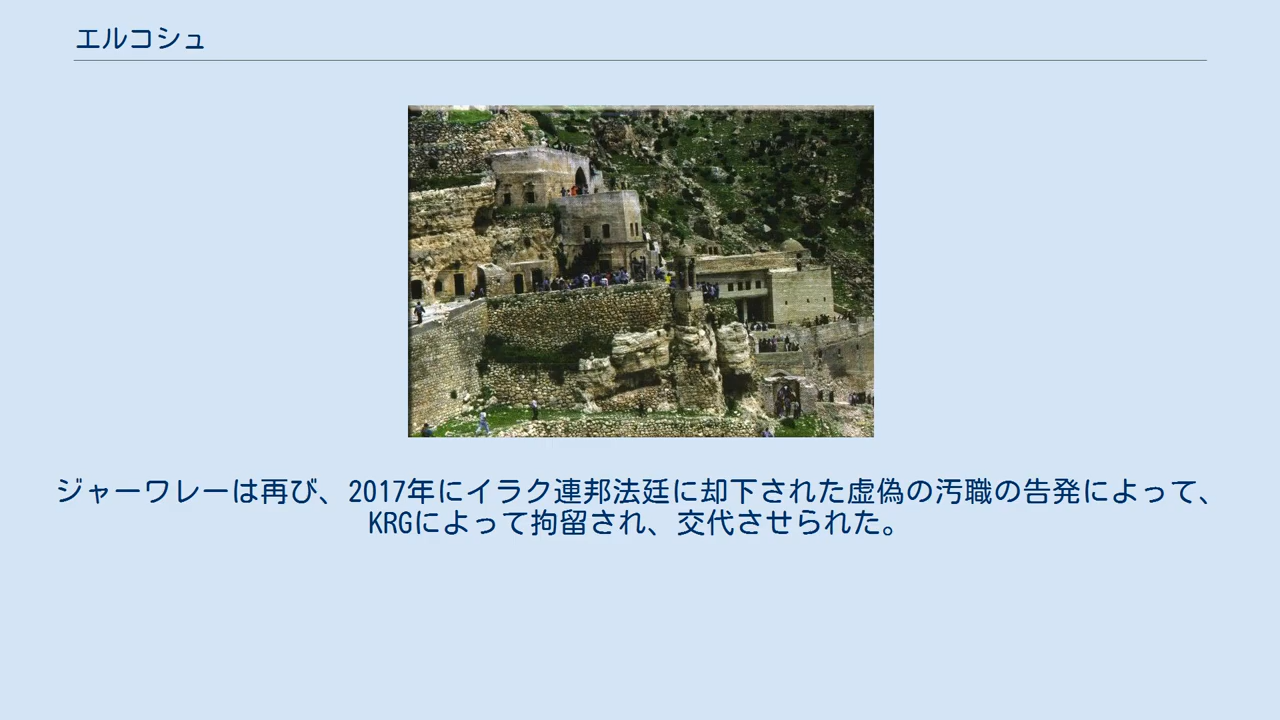 エルコシュ
ジャーワレーは再び、2017年にイラク連邦法廷に却下された虚偽の汚職の告発によって、
KRGによって拘留され、交代させられた。